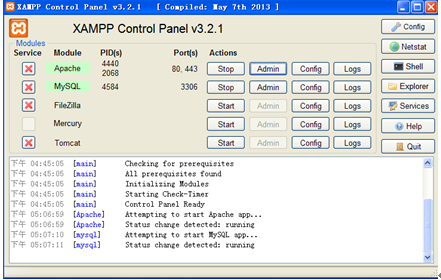 XAMPP Control Panel v3.2.1 [ Compiled: May 7th 2013 ]
XAMPP Control Panel v3.2.1
Config
Modules
Service Module PID(s) Port(s) Actions
Netstat
Apache 4440 2068 80, 443 Stop Admin Config Logs
Shell
MySQL 4584 3306 Stop Admin Config Logs
Explorer
FileZilla Start Admin Config Logs
Services
Mercury Start Admin Config Logs
Help
Tomcat Start Admin Config Logs
Quit
下午 04:45:05 [main] Checking for prerequisites
下午 04:45:05 [main] All prerequisites found
下午 04:45:05 [main] Initializing Modules
下午 04:45:05 [main] Starting Check-Timer
下午 04:45:05 [main] Control Panel Ready
下午 05:06:59 [Apache] Attempting to start Apache app...
下午 05:06:59 [Apache] Status change detected: running
下午 05:07:10 [mysql] Attempting to start MySQL app...
下午 05:07:11 [mysql] Status change detected: running